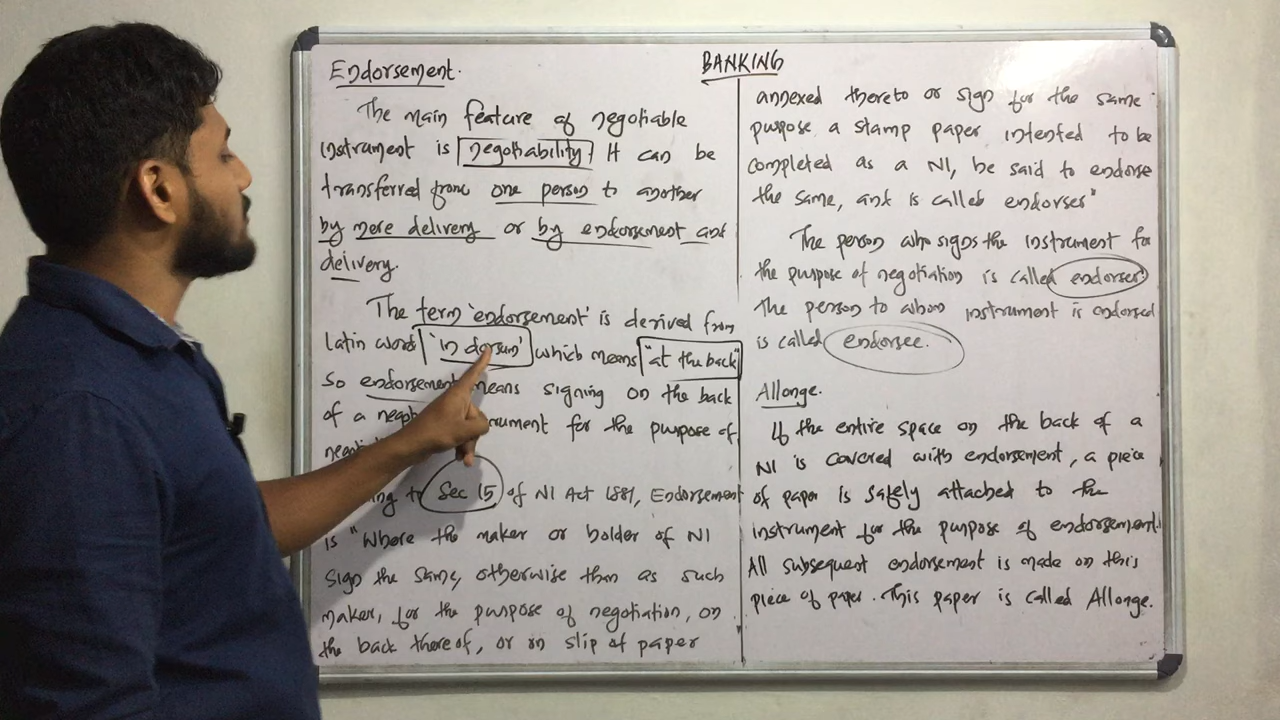 BANKING
Endorsement.
The main feature of negotiable
instrument is negotiability. It can be
transferred from one person to another
by mere delivery or by endorsement and
delivery.
The term 'endorsement' is derived from
latin word 'in dorsum' which means "at the back"
So endorsement means signing on the back
of a for the purpose of
Sec 15 of NI Act 1881, Endorsement
is "Where the maker or holder of NI
sign the same, otherwise than as such
maker, for the purpose of negotiation, on
the back there of, or on slip of paper
annexed thereto or sign for the same
purpose a stamp paper intented to be
completed as a NI, he said to endorse
the same, and is called endorser"
The person who signs the instrument for
the purpose of negotiation is called endorser.
The person to whom instrument is endorsed
is called endorsee.
Allonge.
If the entire space on the back of a
NI is covered with endorsement, a piece
of paper is safely attached to the
instrument for the purpose of endorsement.
All subsequent endorsement is made on this
piece of paper. This paper is called Allonge.